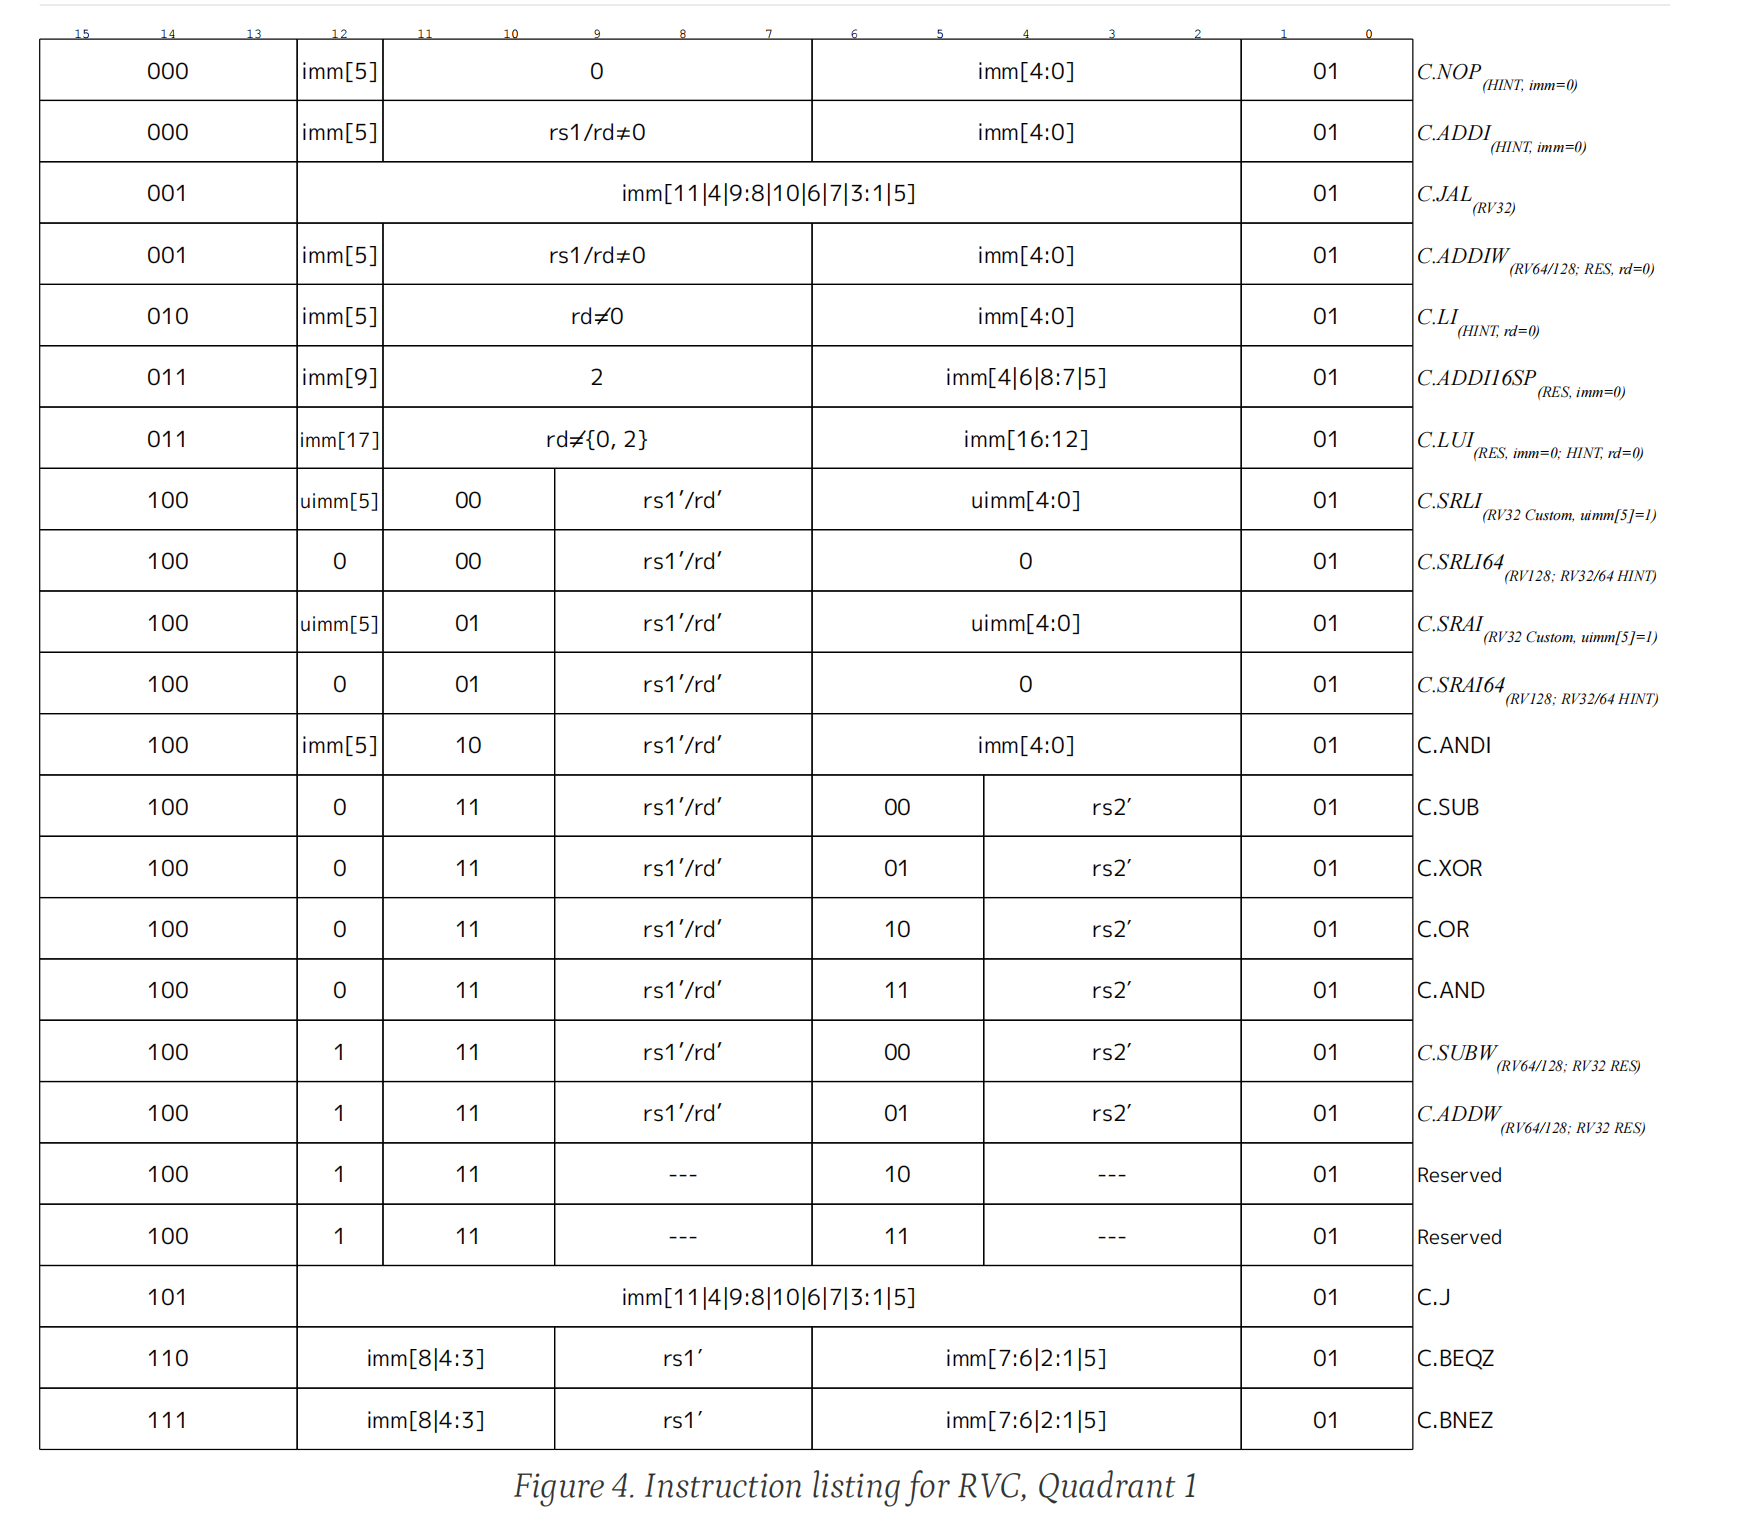 15 14 13 12 11 10 9 8 7 6 5 4 3 2 1 0
000 imm[5] 0 imm[4:0] 01 C.NOP (HINT, imm=0)
000 imm[5] rs1/rd≠0 imm[4:0] 01 C.ADDI (HINT, imm=0)
001 imm[11|4|9:8|10|6|7|3:1|5] 01 C.JAL (RV32)
001 imm[5] rs1/rd≠0 imm[4:0] 01 C.ADDIW (RV64/128; RES, rd=0)
010 imm[5] rd≠0 imm[4:0] 01 C.LI (HINT, rd=0)
011 imm[9] 2 imm[4|6|8:7|5] 01 C.ADDI16SP (RES, imm=0)
011 imm[17] rd≠{0, 2} imm[16:12] 01 C.LUI (RES, imm=0; HINT, rd=0)
100 uimm[5] 00 rs1′/rd′ uimm[4:0] 01 C.SRLI (RV32 Custom, uimm[5]=1)
100 0 00 rs1′/rd′ 0 01 C.SRLI64 (RV128; RV32/64 HINT)
100 uimm[5] 01 rs1′/rd′ uimm[4:0] 01 C.SRAI (RV32 Custom, uimm[5]=1)
100 0 01 rs1′/rd′ 0 01 C.SRAI64 (RV128; RV32/64 HINT)
100 imm[5] 10 rs1′/rd′ imm[4:0] 01 C.ANDI
100 0 11 rs1′/rd′ 00 rs2′ 01 C.SUB
100 0 11 rs1′/rd′ 01 rs2′ 01 C.XOR
100 0 11 rs1′/rd′ 10 rs2′ 01 C.OR
100 0 11 rs1′/rd′ 11 rs2′ 01 C.AND
100 1 11 rs1′/rd′ 00 rs2′ 01 C.SUBW (RV64/128; RV32 RES)
100 1 11 rs1′/rd′ 01 rs2′ 01 C.ADDW (RV64/128; RV32 RES)
100 1 11 --- 10 --- 01 Reserved
100 1 11 --- 11 --- 01 Reserved
101 imm[11|4|9:8|10|6|7|3:1|5] 01 C.J
110 imm[8|4:3] rs1′ imm[7:6|2:1|5] 01 C.BEQZ
111 imm[8|4:3] rs1′ imm[7:6|2:1|5] 01 C.BNEZ
Figure 4. Instruction listing for RVC, Quadrant 1